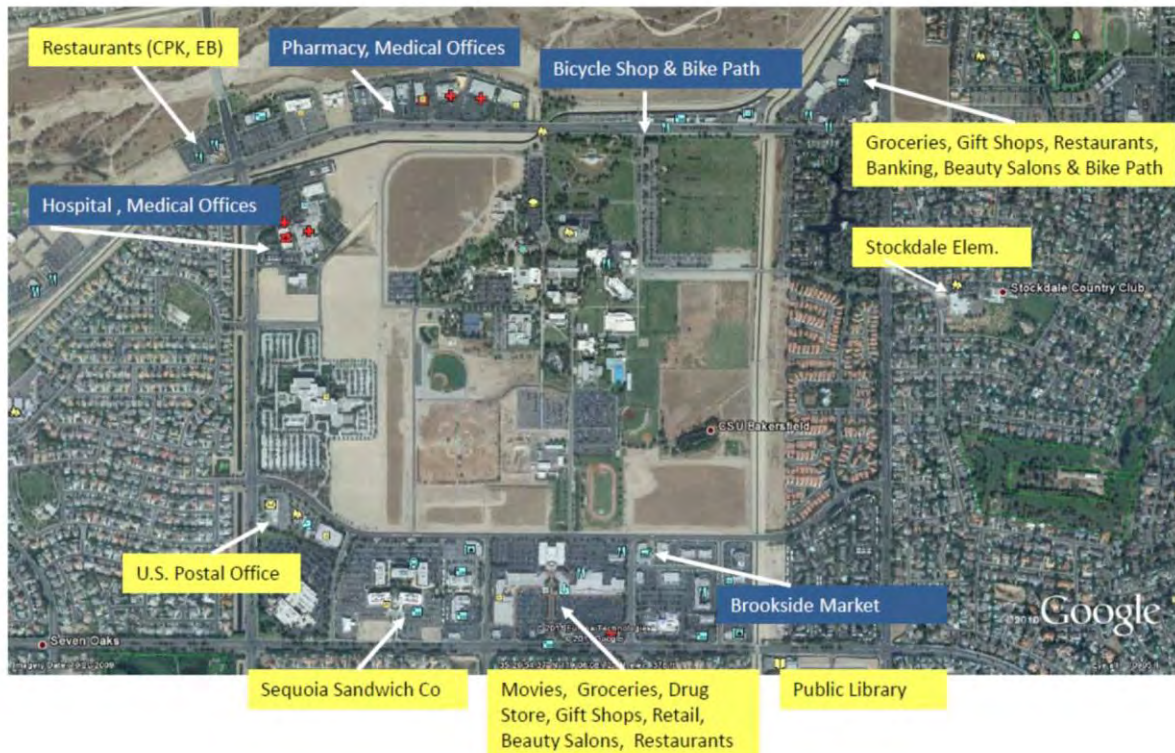 Restaurants (CPK, EB)
Pharmacy, Medical Offices
Bicycle Shop & Bike Path
Groceries, Gift Shops, Restaurants,
Banking, Beauty Salons & Bike Path
Hospital , Medical Offices
Stockdale Elem.
Stockdale Country Club
CSU Bakersfield
U.S. Postal Office
Brookside Market
Google
Seven Oaks
Sequoia Sandwich Co
Movies, Groceries, Drug
Store, Gift Shops, Retail,
Beauty Salons, Restaurants
Public Library